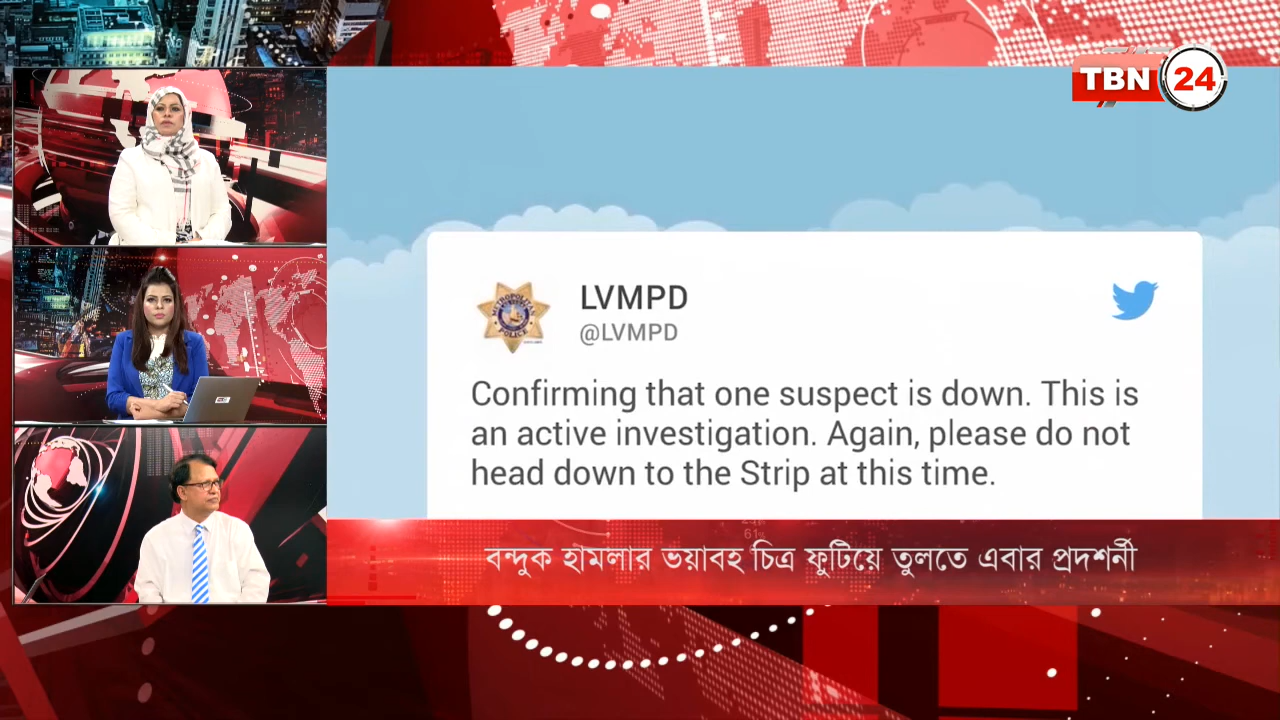 TBN 24
LVMPD
@LVMPD
Confirming that one suspect is down. This is
an active investigation. Again, please do not
head down to the Strip at this time.
বন্দুক হামলার ভয়াবহ চিত্র ফুটিয়ে তুলতে এবার প্রদর্শনী